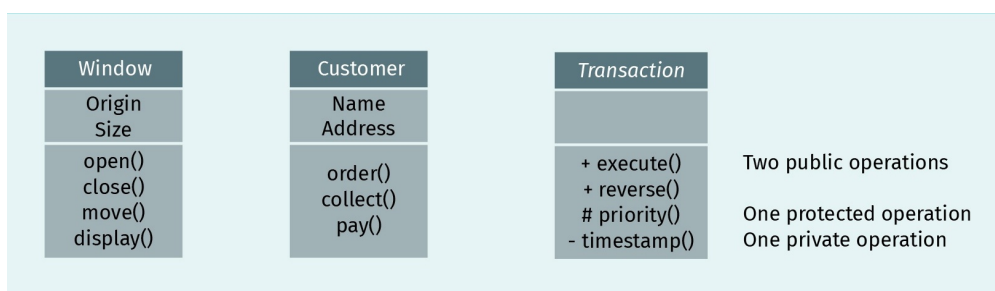 Window
Origin
Size
open()
close()
move()
display()
Customer
Name
Address
order()
collect()
pay()
Transaction
+ execute()
+ reverse()
# priority()
- timestamp()
Two public operations
One protected operation
One private operation